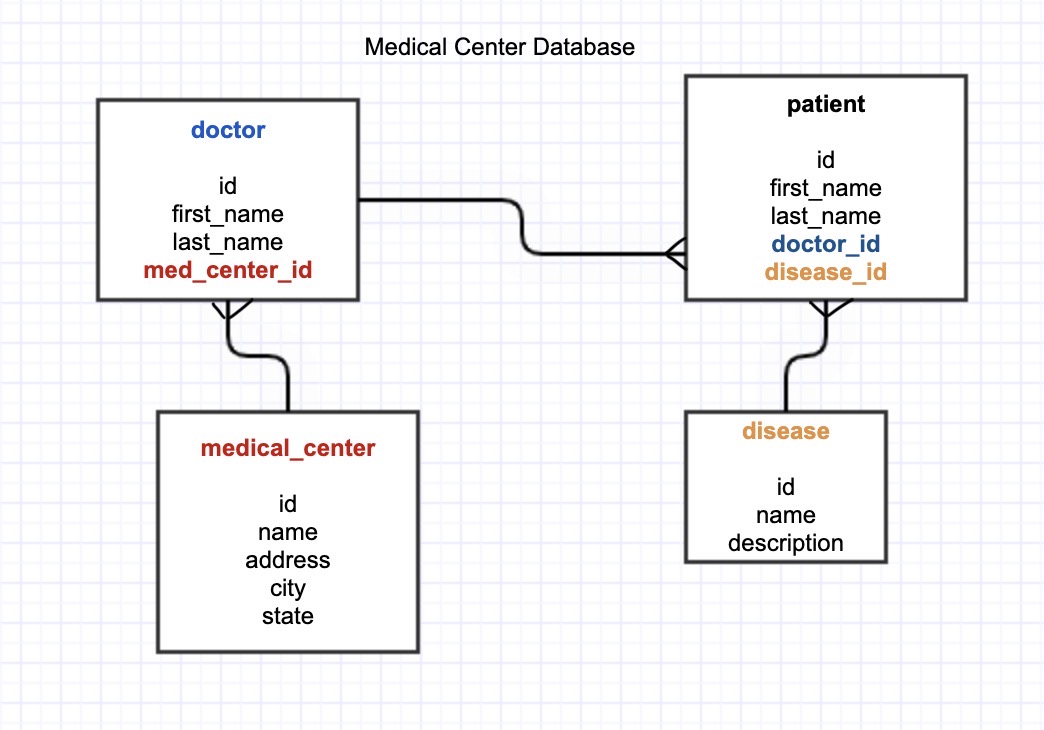 Medical Center Database
doctor
id
first_name
last_name
med_center_id
patient
id
first_name
last_name
doctor_id
disease_id
medical_center
id
name
address
city
state
disease
id
name
description